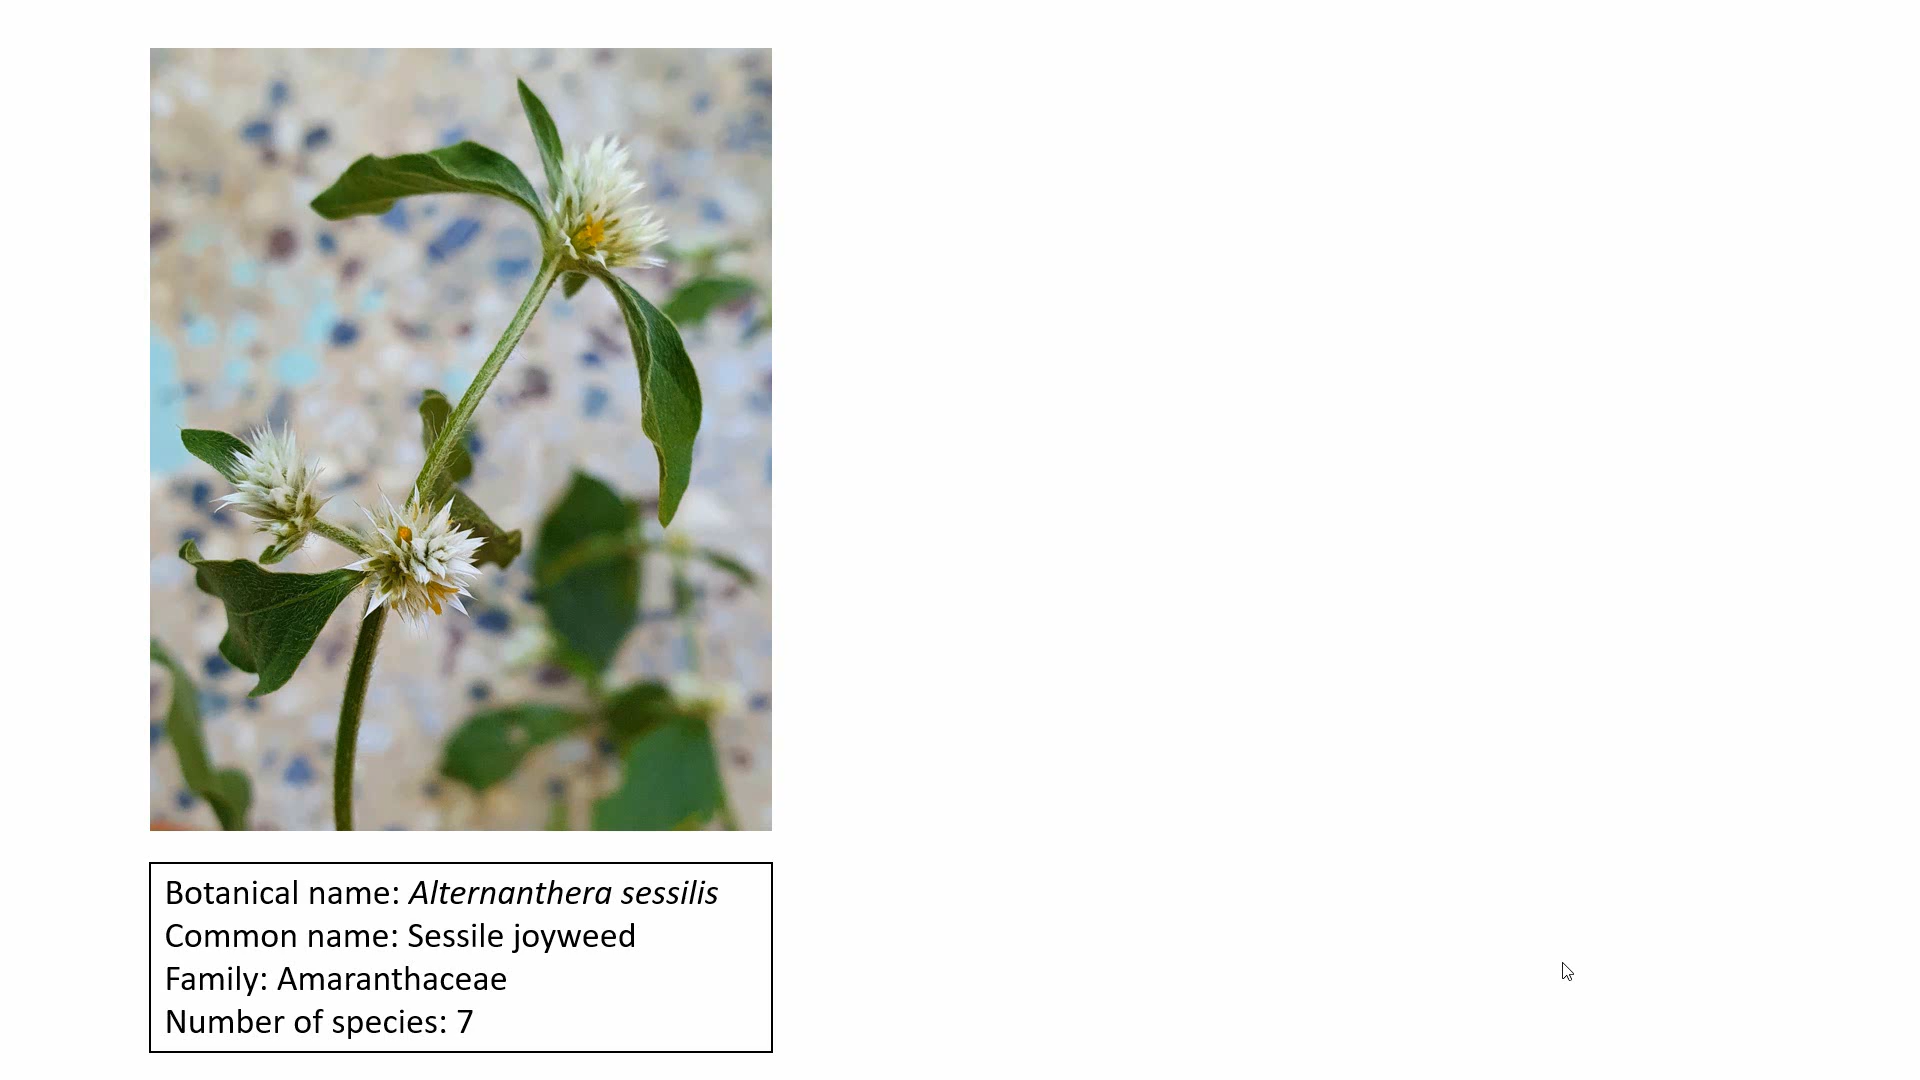 Botanical name: Alternanthera sessilis
Common name: Sessile joyweed
Family: Amaranthaceae
Number of species: 7